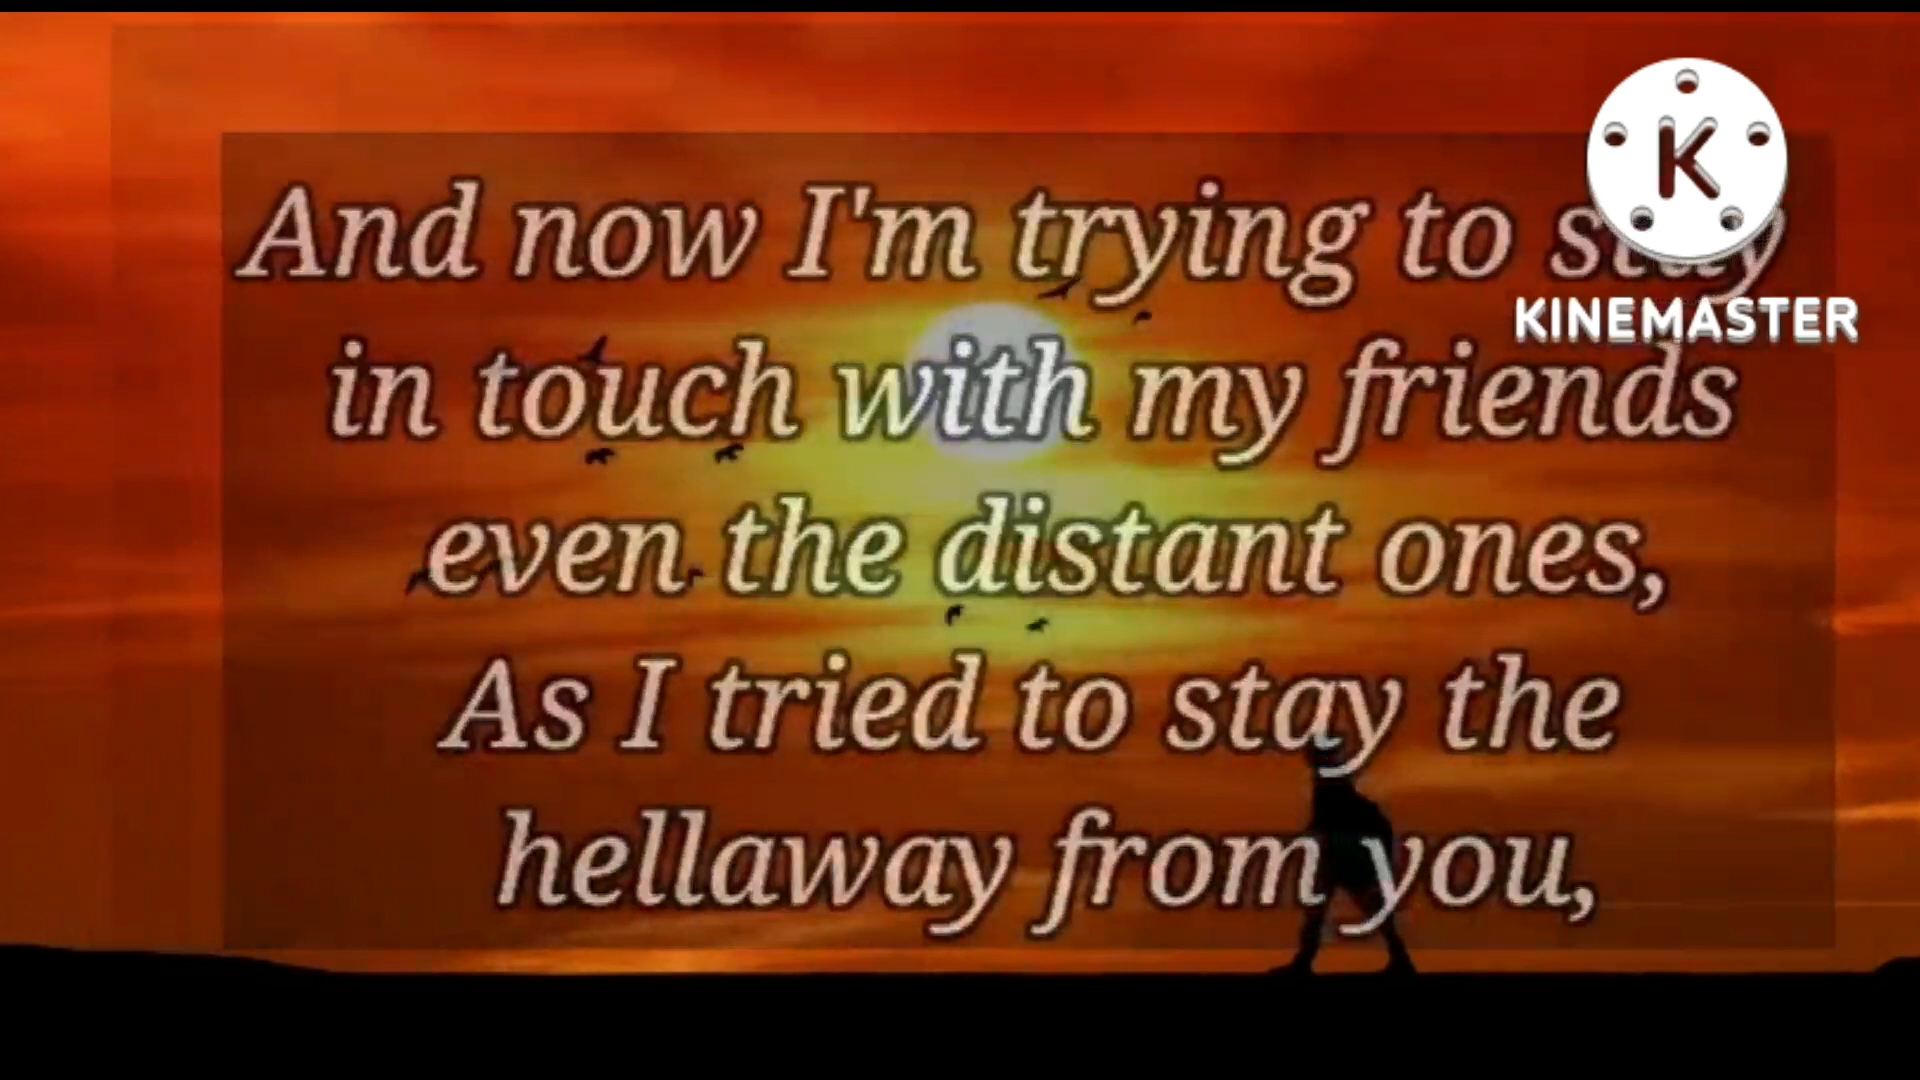 And now I'm trying to stay
KINEMASTER
in touch with my friends
even the distant ones,
As I tried to stay the
hellaway from you,